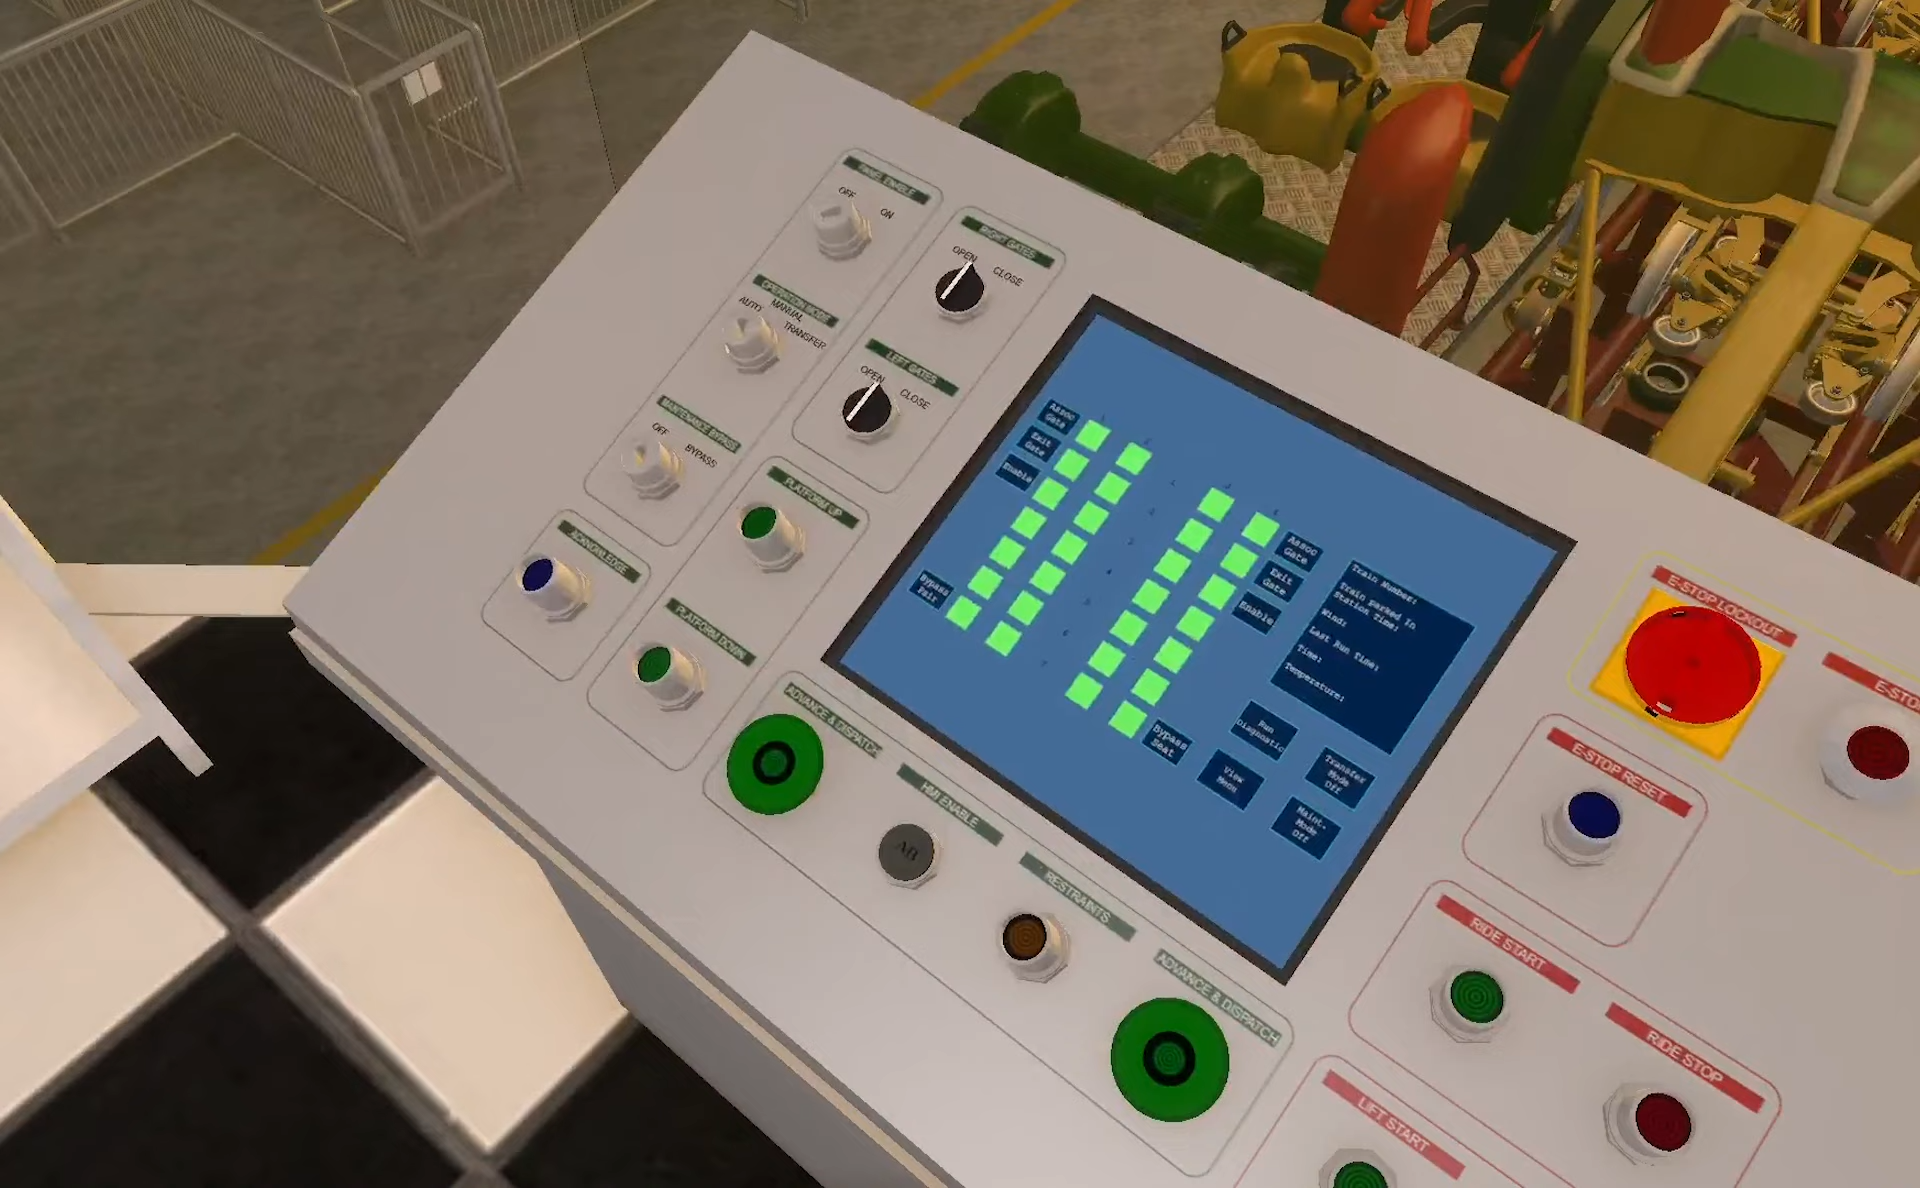 PANEL ENABLE
OFF ON
OPERATION MODE
AUTO MANUAL TRANSFER
MAINTENANCE BYPASS
OFF BYPASS
ACKNOWLEDGE
RIGHT GATES
OPEN CLOSE
LEFT GATES
OPEN CLOSE
PLATFORM UP
PLATFORM DOWN
ADVANCE & DISPATCH
HMI ENABLE
AB
RESTRAINTS
ADVANCE & DISPATCH
Assoc
Gate
Exit
Gate
Enable
Bypass
Pair
Assoc
Gate
Exit
Gate
Enable
Bypass
Seat
Train Number:
Train parked In
Station Time:
Wind:
Last Run Time:
Time:
Temperature:
Run
Diagnostic
View
Menu
Transfer
Mode
Off
Maint.
Mode
Off
E-STOP LOCKOUT
E-STOP RESET
RIDE START
RIDE STOP
LIFT START